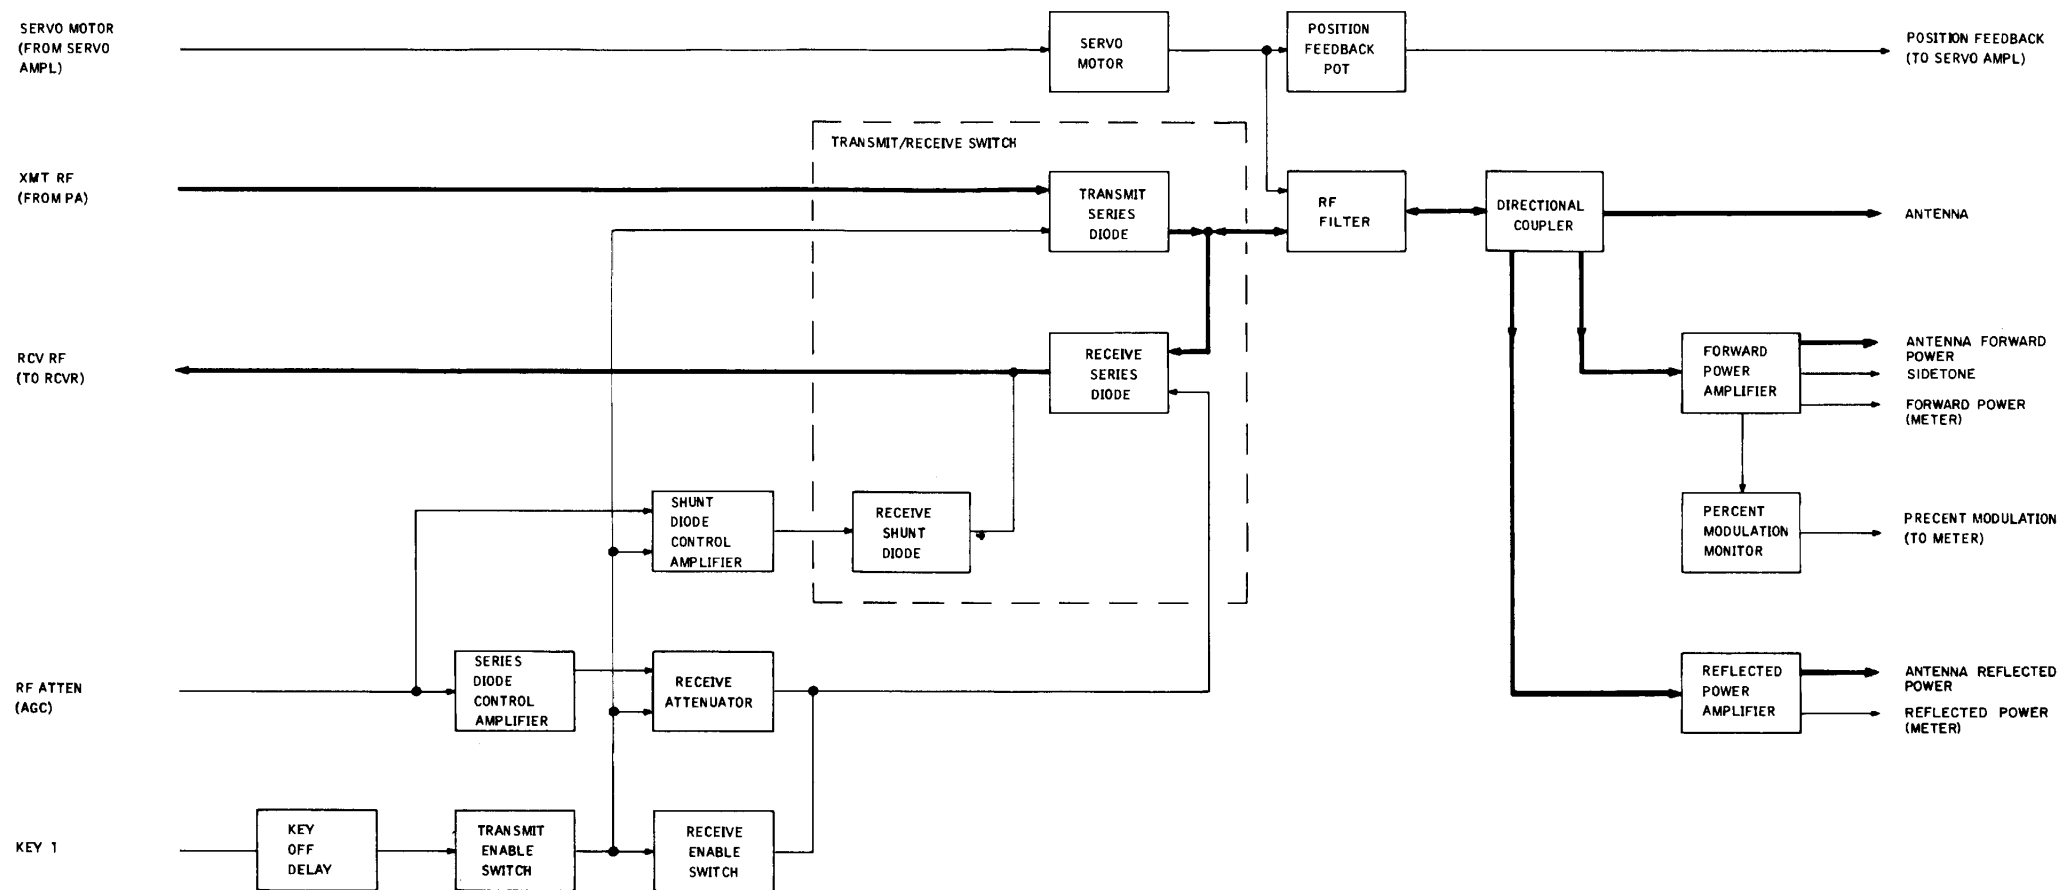 SERVO MOTOR
(FROM SERVO
AMPL)
SERVO
MOTOR
POSITION
FEEDBACK
POT
POSITION FEEDBACK
(TO SERVO AMPL)
TRANSMIT/RECEIVE SWITCH
XMT RF
(FROM PA)
TRANSMIT
SERIES
DIODE
RF
FILTER
DIRECTIONAL
COUPLER
ANTENNA
RCV RF
(TO RCVR)
RECEIVE
SERIES
DIODE
FORWARD
POWER
AMPLIFIER
ANTENNA FORWARD
POWER
SIDETONE
FORWARD POWER
(METER)
SHUNT
DIODE
CONTROL
AMPLIFIER
RECEIVE
SHUNT
DIODE
PERCENT
MODULATION
MONITOR
PRECENT MODULATION
(TO METER)
RF ATTEN
(AGC)
SERIES
DIODE
CONTROL
AMPLIFIER
RECEIVE
ATTENUATOR
REFLECTED
POWER
AMPLIFIER
ANTENNA REFLECTED
POWER
REFLECTED POWER
(METER)
KEY 1
KEY
OFF
DELAY
TRANSMIT
ENABLE
SWITCH
RECEIVE
ENABLE
SWITCH